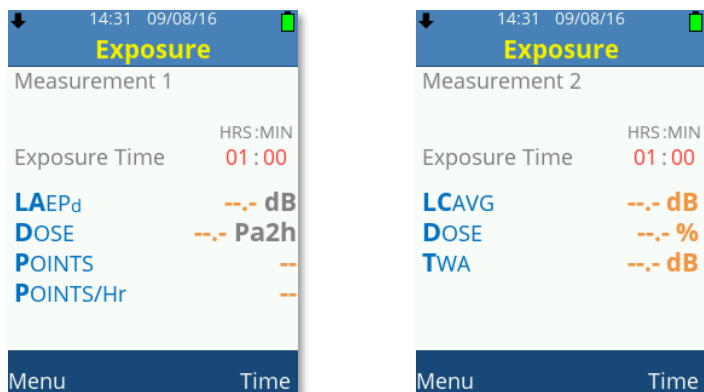 14:31 09/08/16
Exposure
Measurement 1
HRS:MIN
Exposure Time 01:00
LAEPd --.- dB
DOSE --.- Pa2h
POINTS --
POINTS/Hr --
Menu Time
14:31 09/08/16
Exposure
Measurement 2
HRS:MIN
Exposure Time 01:00
LCAVG --.- dB
DOSE --.- %
TWA --.- dB
Menu Time